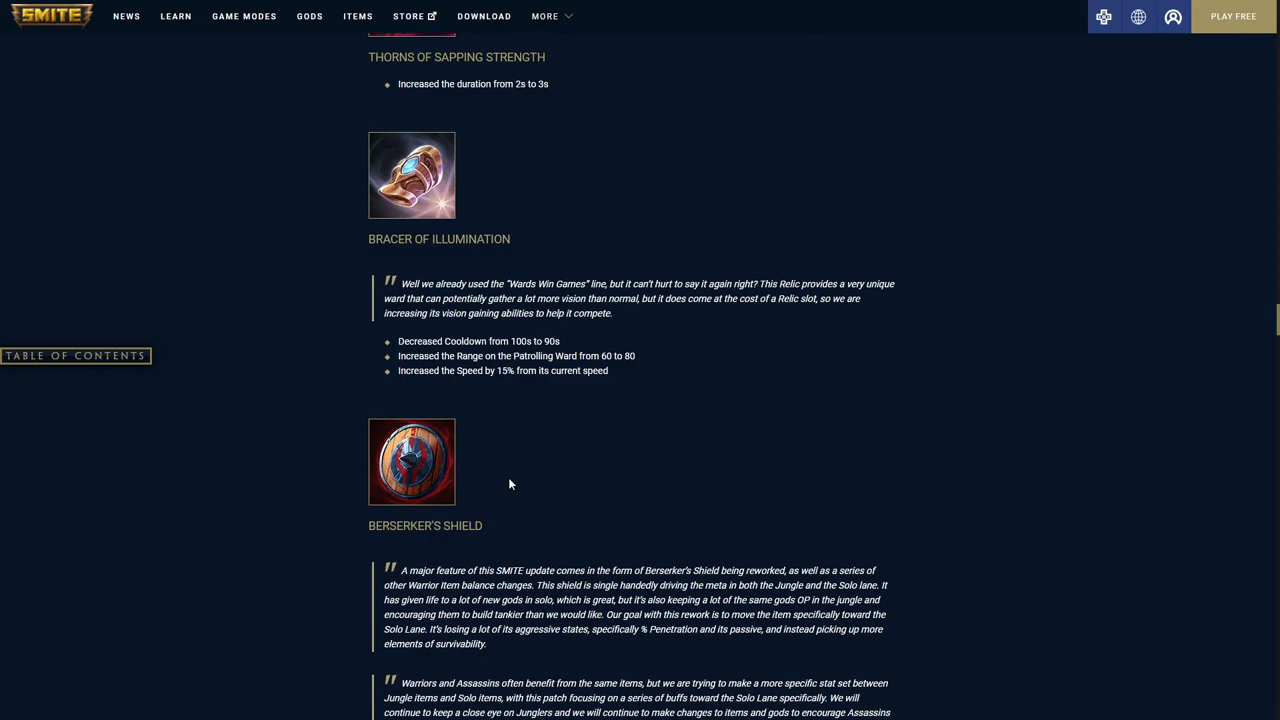 SMITE
NEWS
LEARN
GAME MODES
GODS
ITEMS
STORE
DOWNLOAD
MORE
PLAY FREE
THORNS OF SAPPING STRENGTH
Increased the duration from 2s to 3s
BRACER OF ILLUMINATION
" Well we already used the "Wards Win Games" line, but it can't hurt to say it again right? This Relic provides a very unique
ward that can potentially gather a lot more vision than normal, but it does come at the cost of a Relic slot, so we are
increasing its vision gaining abilities to help it compete.
Decreased Cooldown from 100s to 90s
Increased the Range on the Patrolling Ward from 60 to 80
Increased the Speed by 15% from its current speed
TABLE OF CONTENTS
BERSERKER'S SHIELD
" A major feature of this SMITE update comes in the form of Berserker's Shield being reworked, as well as a series of
other Warrior Item balance changes. This shield is single handedly driving the meta in both the Jungle and the Solo lane. It
has given life to a lot of new gods in solo, which is great, but it's also keeping a lot of the same gods OP in the jungle and
encouraging them to build tankier than we would like. Our goal with this rework is to move the item specifically toward the
Solo Lane. It's losing a lot of its aggressive states, specifically % Penetration and its passive, and instead picking up more
elements of survivability.
" Warriors and Assassins often benefit from the same items, but we are trying to make a more specific stat set between
Jungle items and Solo items, with this patch focusing on a series of buffs toward the Solo Lane specifically. We will
continue to keep a close eye on Junglers and we will continue to make changes to items and gods to encourage Assassins